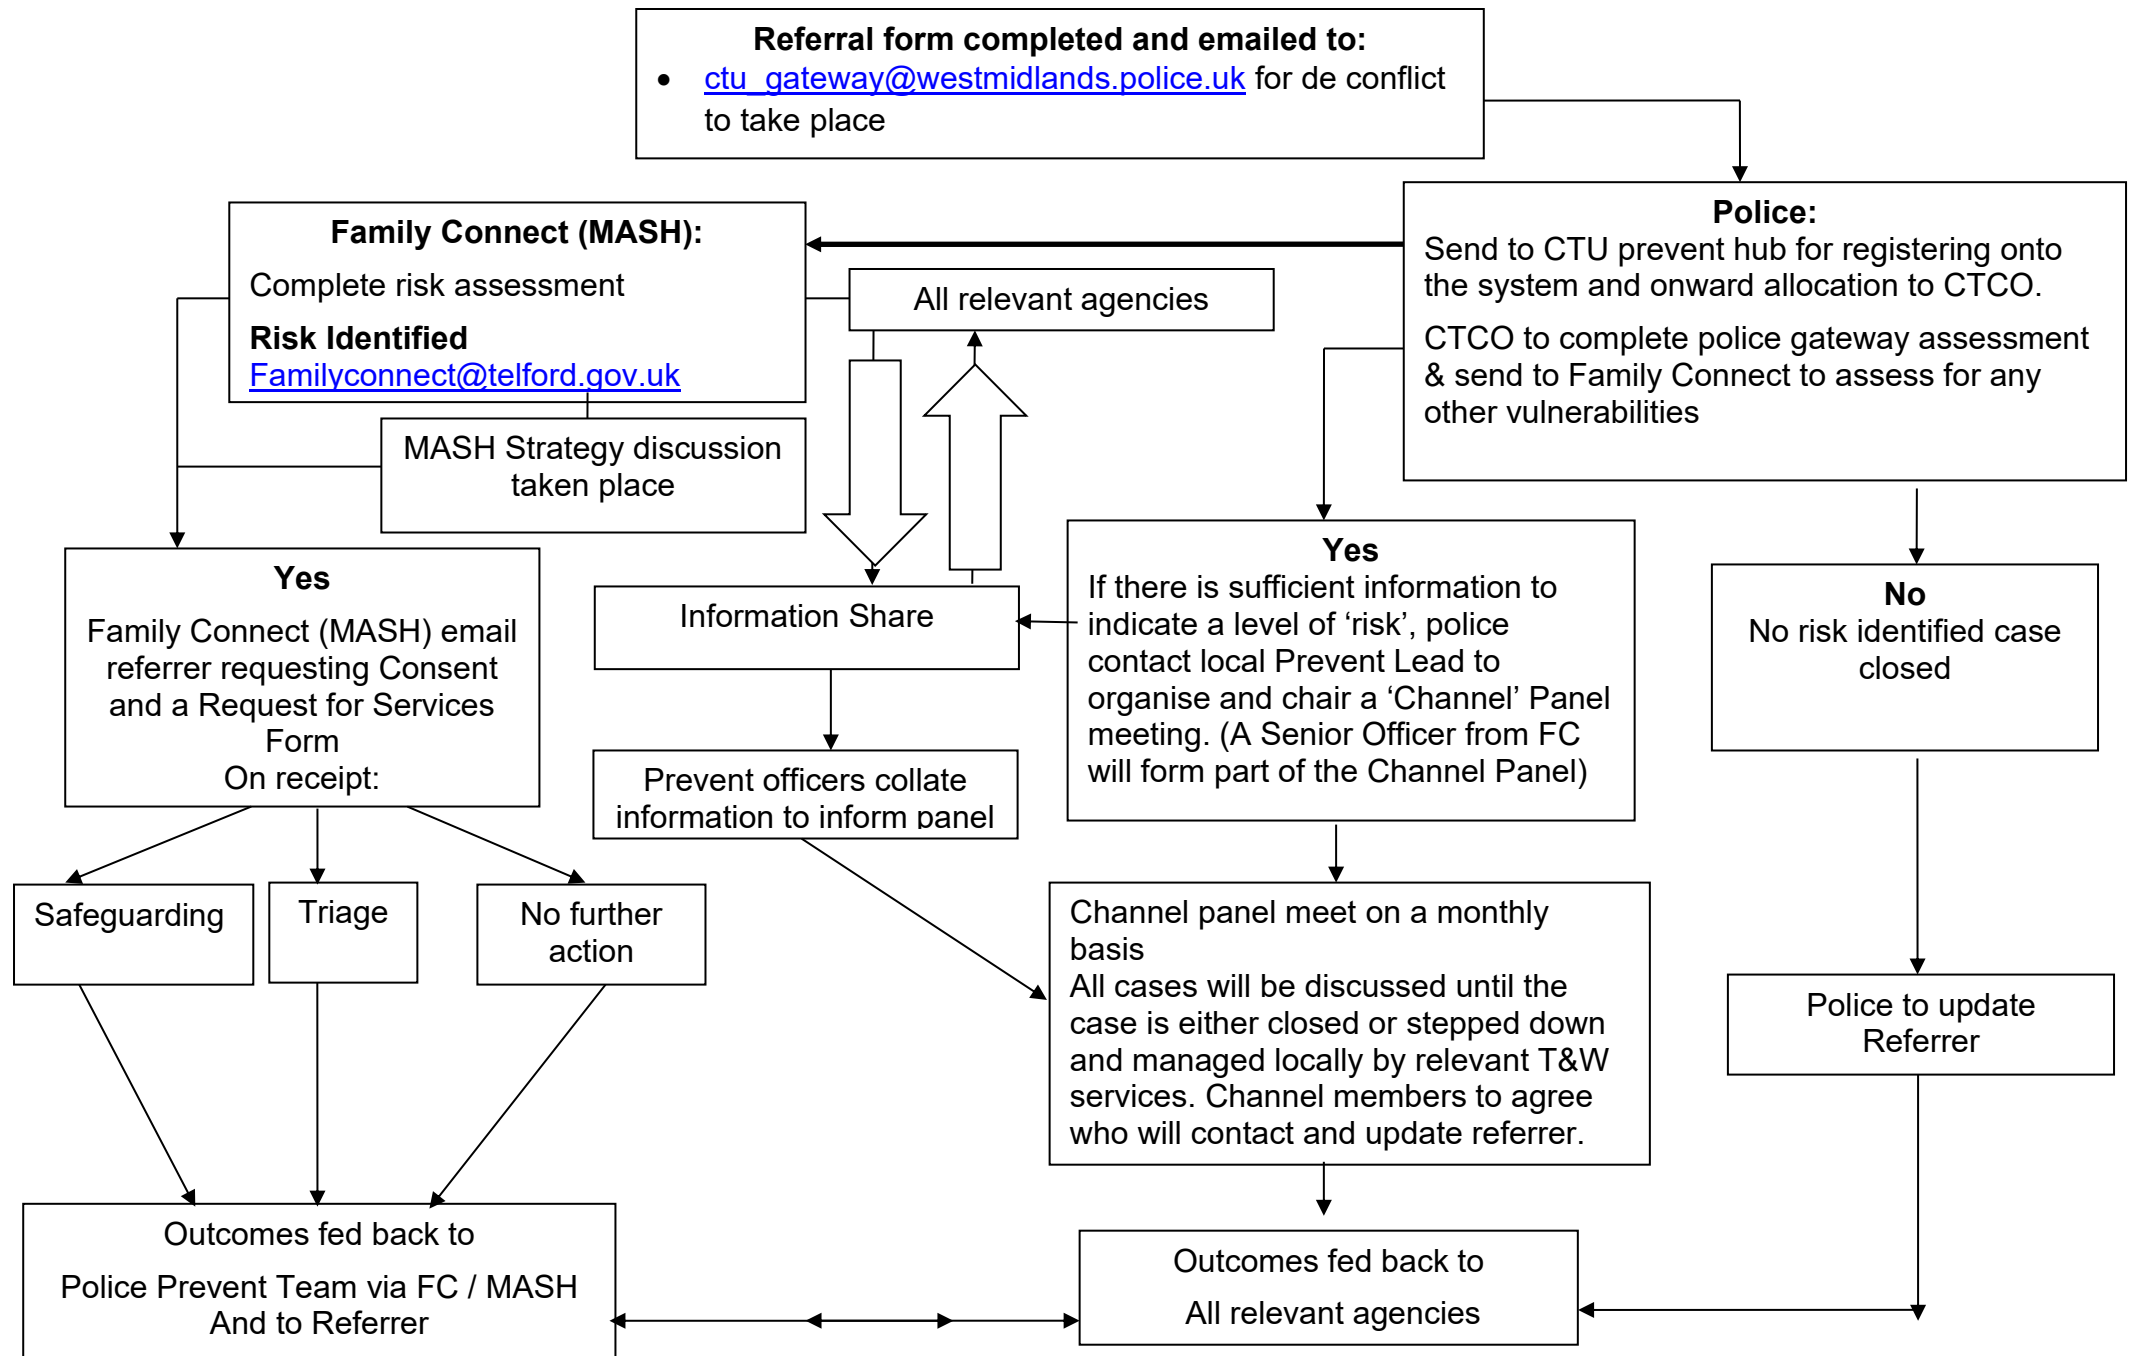 Referral form completed and emailed to:
• ctu_gateway@westmidlands.police.uk for de conflict
to take place
Police:
Send to CTU prevent hub for registering onto
the system and onward allocation to CTCO.
CTCO to complete police gateway assessment
& send to Family Connect to assess for any
other vulnerabilities
Family Connect (MASH):
Complete risk assessment
Risk Identified
Familyconnect@telford.gov.uk
All relevant agencies
MASH Strategy discussion
taken place
Yes
Family Connect (MASH) email
referrer requesting Consent
and a Request for Services
Form
On receipt:
Information Share
Yes
If there is sufficient information to
indicate a level of ‘risk’, police
contact local Prevent Lead to
organise and chair a ‘Channel’ Panel
meeting. (A Senior Officer from FC
will form part of the Channel Panel)
No
No risk identified case
closed
Prevent officers collate
information to inform panel
Safeguarding
Triage
No further
action
Channel panel meet on a monthly
basis
All cases will be discussed until the
case is either closed or stepped down
and managed locally by relevant T&W
services. Channel members to agree
who will contact and update referrer.
Police to update
Referrer
Outcomes fed back to
Police Prevent Team via FC / MASH
And to Referrer
Outcomes fed back to
All relevant agencies